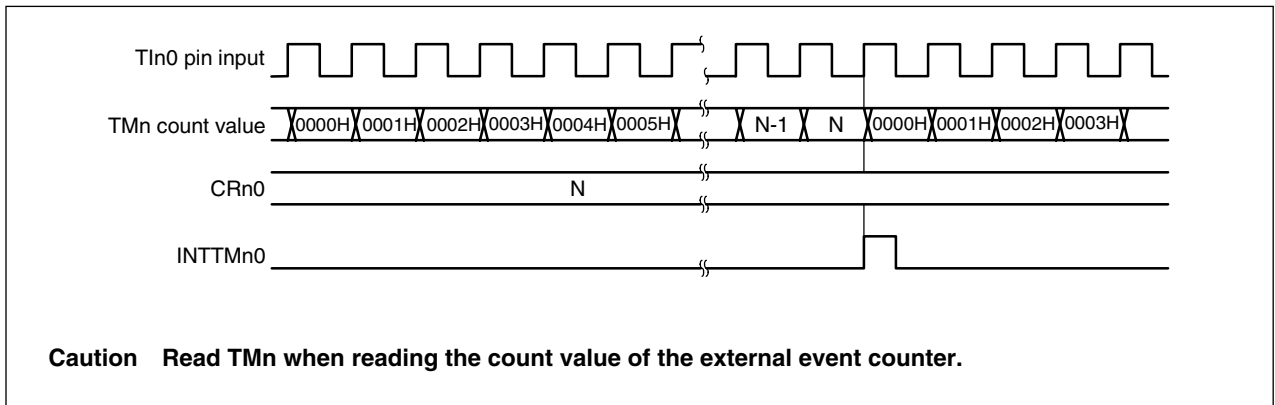 TIn0 pin input
TMn count value 0000H 0001H 0002H 0003H 0004H 0005H N-1 N 0000H 0001H 0002H 0003H
CRn0 N
INTTMn0
Caution Read TMn when reading the count value of the external event counter.